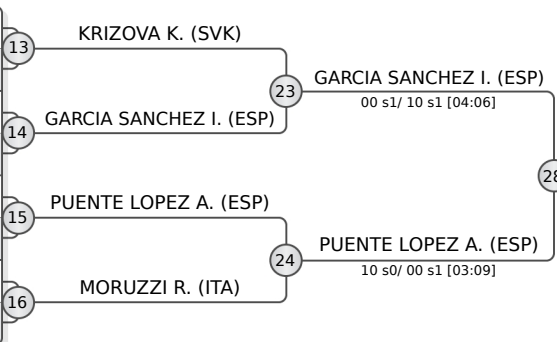 KRIZOVA K. (SVK)
13
GARCIA SANCHEZ I. (ESP)
23
00 s1/ 10 s1 [04:06]
GARCIA SANCHEZ I. (ESP)
14
28
PUENTE LOPEZ A. (ESP)
15
PUENTE LOPEZ A. (ESP)
24
10 s0/ 00 s1 [03:09]
MORUZZI R. (ITA)
16